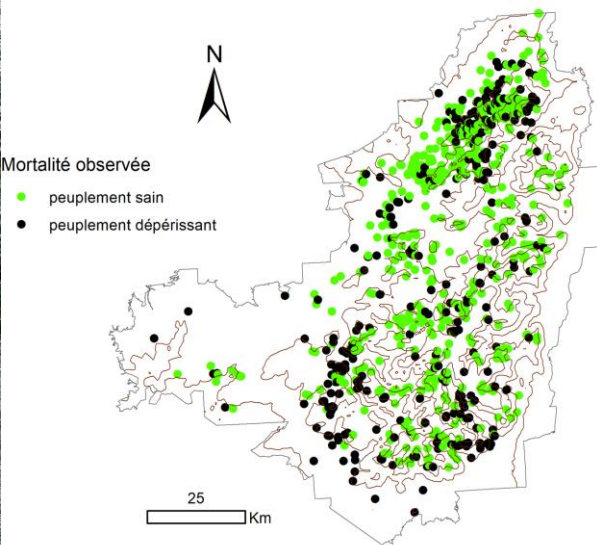 N
Mortalité observée
peuplement sain
peuplement dépérissant
25
Km